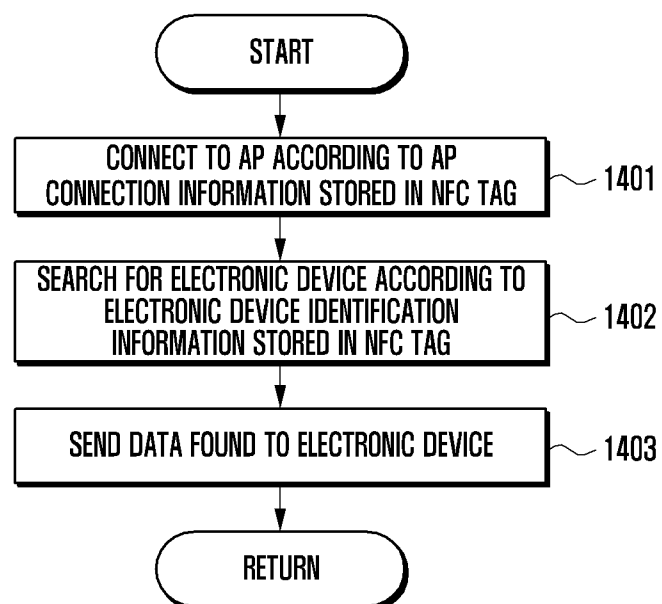 START
CONNECT TO AP ACCORDING TO AP
CONNECTION INFORMATION STORED IN NFC TAG
1401
SEARCH FOR ELECTRONIC DEVICE ACCORDING TO
ELECTRONIC DEVICE IDENTIFICATION
INFORMATION STORED IN NFC TAG
1402
SEND DATA FOUND TO ELECTRONIC DEVICE
1403
RETURN